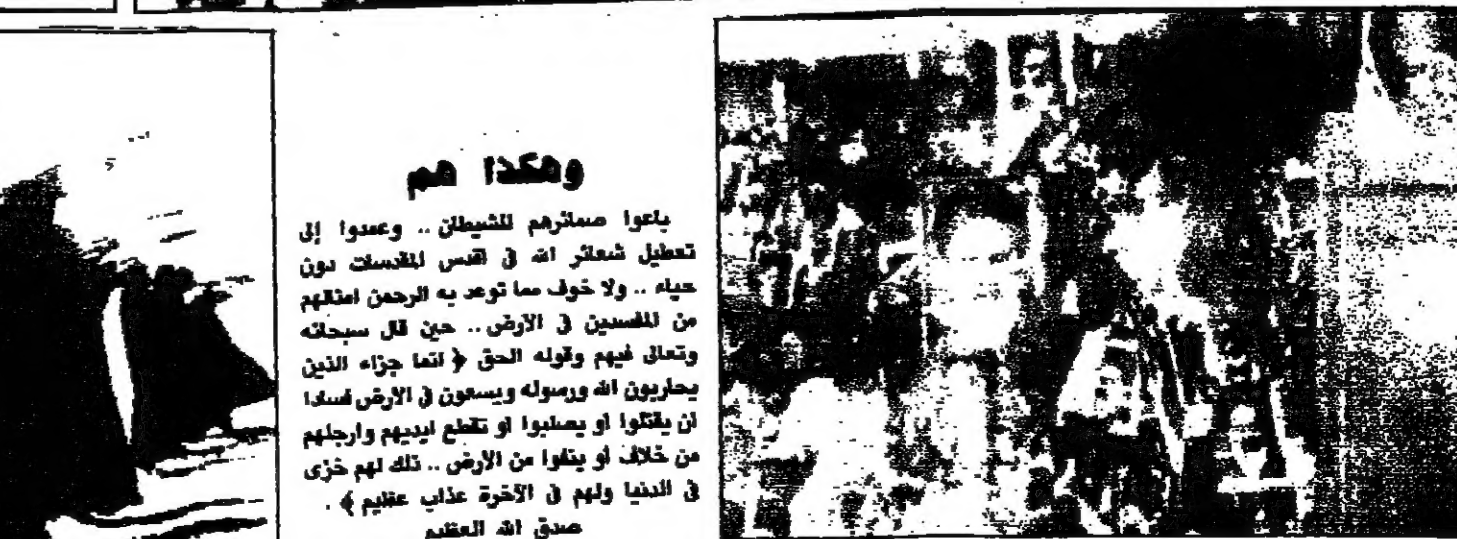 وهكذا هم
باعوا ضمائرهم للشيطان .. وعمدوا إلى
تعطيل شعائر الله في اقدس المقدسات دون
حياء .. ولا خوف مما توعد به الرحمن امثالهم
من المفسدين في الارض .. حين قال سبحانه
وتعالى فيهم وقوله الحق ﴿ انما جزاء الذين
يحاربون الله ورسوله ويسعون في الارض فسادا
ان يقتلوا او يصلبوا او تقطع ايديهم وارجلهم
من خلاف او ينفوا من الارض .. ذلك لهم خزى
في الدنيا ولهم في الآخرة عذاب عظيم ﴾ .
صدق الله العظيم